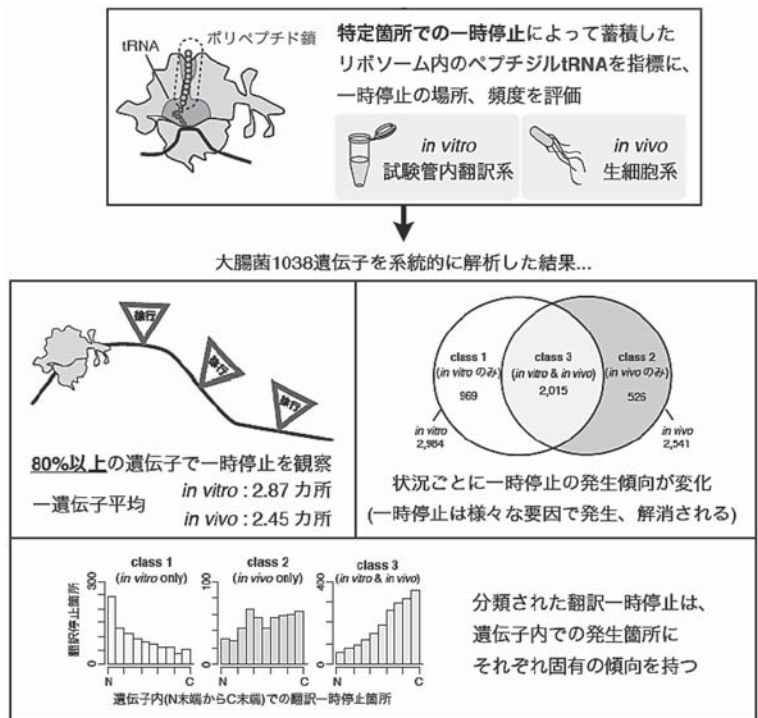 tRNA
ポリペプチド鎖
特定箇所での一時停止によって蓄積した
リボソーム内のペプチジルtRNAを指標に、
一時停止の場所、頻度を評価
in vitro
試験管内翻訳系
in vivo
生細胞系
大腸菌1038遺伝子を系統的に解析した結果...
徐行
徐行
徐行
80%以上の遺伝子で一時停止を観察
一遺伝子平均
in vitro : 2.87 カ所
in vivo : 2.45 カ所
class 1
(in vitro のみ)
969
class 3
(in vitro & in vivo)
2,015
class 2
(in vivo のみ)
526
in vitro
2,984
in vivo
2,541
状況ごとに一時停止の発生傾向が変化
(一時停止は様々な要因で発生、解消される)
class 1
(in vitro only)
class 2
(in vivo only)
class 3
(in vitro & in vivo)
翻訳停止箇所
300
0
100
0
400
0
N
C
N
C
N
C
遺伝子内(N末端からC末端)での翻訳一時停止箇所
分類された翻訳一時停止は、
遺伝子内での発生箇所に
それぞれ固有の傾向を持つ